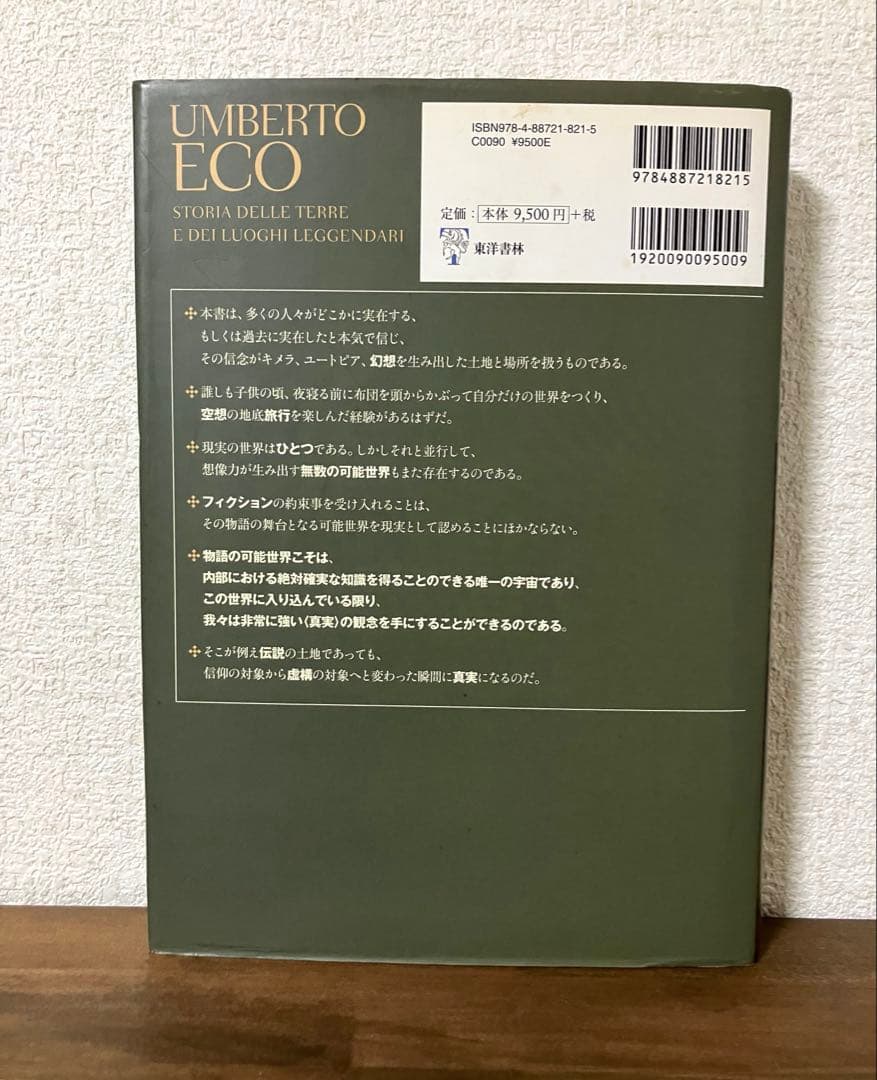 UMBERTO
ECO
STORIA DELLE TERRE
E DEI LUOGHI LEGGENDARI
ISBN978-4-88721-821-5
C0090 ¥9500E
9784887218215
定価：本体 9,500円＋税
東洋書林
1920090095009
本書は、多くの人々がどこかに実在する、
もしくは過去に実在したと本気で信じ、
その信念がキメラ、ユートピア、幻想を生み出した土地と場所を扱うものである。
誰しも子供の頃、夜寝る前に布団を頭からかぶって自分だけの世界をつくり、
空想の地底旅行を楽しんだ経験があるはずだ。
現実の世界はひとつである。しかしそれと並行して、
想像力が生み出す無数の可能世界もまた存在するのである。
フィクションの約束事を受け入れることは、
その物語の舞台となる可能世界を現実として認めることにほかならない。
物語の可能世界こそは、
内部における絶対確実な知識を得ることのできる唯一の宇宙であり、
この世界に入り込んでいる限り、
我々は非常に強い〈真実〉の観念を手にすることができるのである。
そこが例え伝説の土地であっても、
信仰の対象から虚構の対象へと変わった瞬間に真実になるのだ。